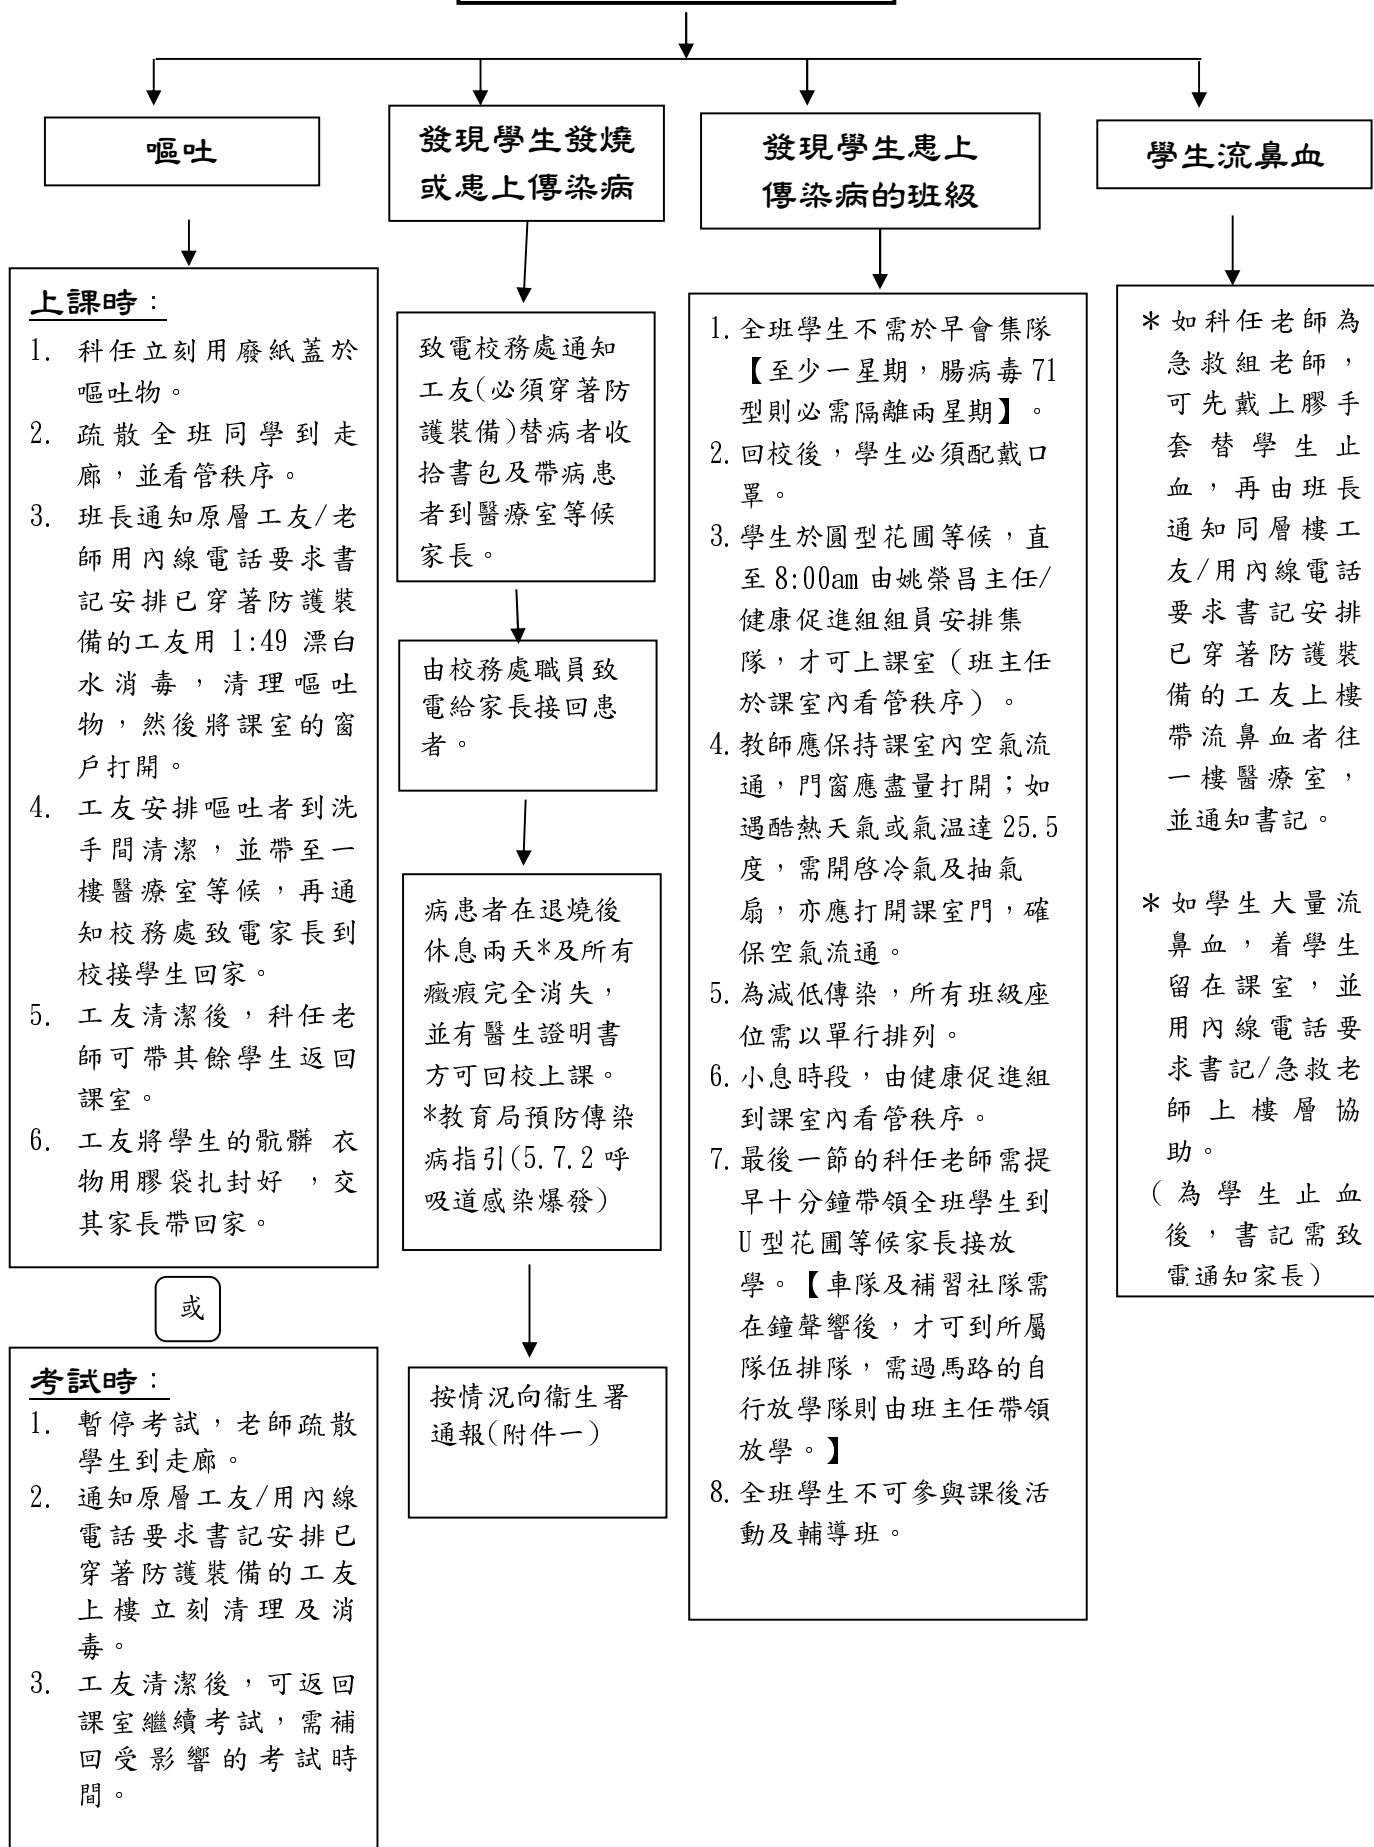 嘔吐
上課時：
1. 科任立刻用廢紙蓋於
嘔吐物。
2. 疏散全班同學到走
廊，並看管秩序。
3. 班長通知原層工友/老
師用內線電話要求書
記安排已穿著防護裝
備的工友用 1:49 漂白
水消毒，清理嘔吐
物，然後將課室的窗
戶打開。
4. 工友安排嘔吐者到洗
手間清潔，並帶至一
樓醫療室等候，再通
知校務處致電家長到
校接學生回家。
5. 工友清潔後，科任老
師可帶其餘學生返回
課室。
6. 工友將學生的骯髒 衣
物用膠袋扎封好 ，交
其家長帶回家。
或
考試時：
1. 暫停考試，老師疏散
學生到走廊。
2. 通知原層工友/用內線
電話要求書記安排已
穿著防護裝備的工友
上樓立刻清理及消
毒。
3. 工友清潔後，可返回
課室繼續考試，需補
回受影響的考試時
間。
發現學生發燒
或患上傳染病
致電校務處通知
工友(必須穿著防
護裝備)替病者收
拾書包及帶病患
者到醫療室等候
家長。
由校務處職員致
電給家長接回患
者。
病患者在退燒後
休息兩天*及所有
癥瘕完全消失，
並有醫生證明書
方可回校上課。
*教育局預防傳染
病指引(5.7.2 呼
吸道感染爆發)
按情況向衞生署
通報(附件一)
發現學生患上
傳染病的班級
1. 全班學生不需於早會集隊
【至少一星期，腸病毒 71
型則必需隔離兩星期】。
2. 回校後，學生必須配戴口
罩。
3. 學生於圓型花圃等候，直
至 8:00am 由姚榮昌主任/
健康促進組組員安排集
隊，才可上課室（班主任
於課室內看管秩序）。
4. 教師應保持課室內空氣流
通，門窗應盡量打開；如
遇酷熱天氣或氣温達 25.5
度，需開啓冷氣及抽氣
扇，亦應打開課室門，確
保空氣流通。
5. 為減低傳染，所有班級座
位需以單行排列。
6. 小息時段，由健康促進組
到課室內看管秩序。
7. 最後一節的科任老師需提
早十分鐘帶領全班學生到
U 型花圃等候家長接放
學。【車隊及補習社隊需
在鐘聲響後，才可到所屬
隊伍排隊，需過馬路的自
行放學隊則由班主任帶領
放學。】
8. 全班學生不可參與課後活
動及輔導班。
學生流鼻血
＊如科任老師為
急救組老師，
可先戴上膠手
套替學生止
血，再由班長
通知同層樓工
友/用內線電話
要求書記安排
已穿著防護裝
備的工友上樓
帶流鼻血者往
一樓醫療室，
並通知書記。
＊如學生大量流
鼻血，着學生
留在課室，並
用內線電話要
求書記/急救老
師上樓層協
助。
（為學生止血
後，書記需致
電通知家長）